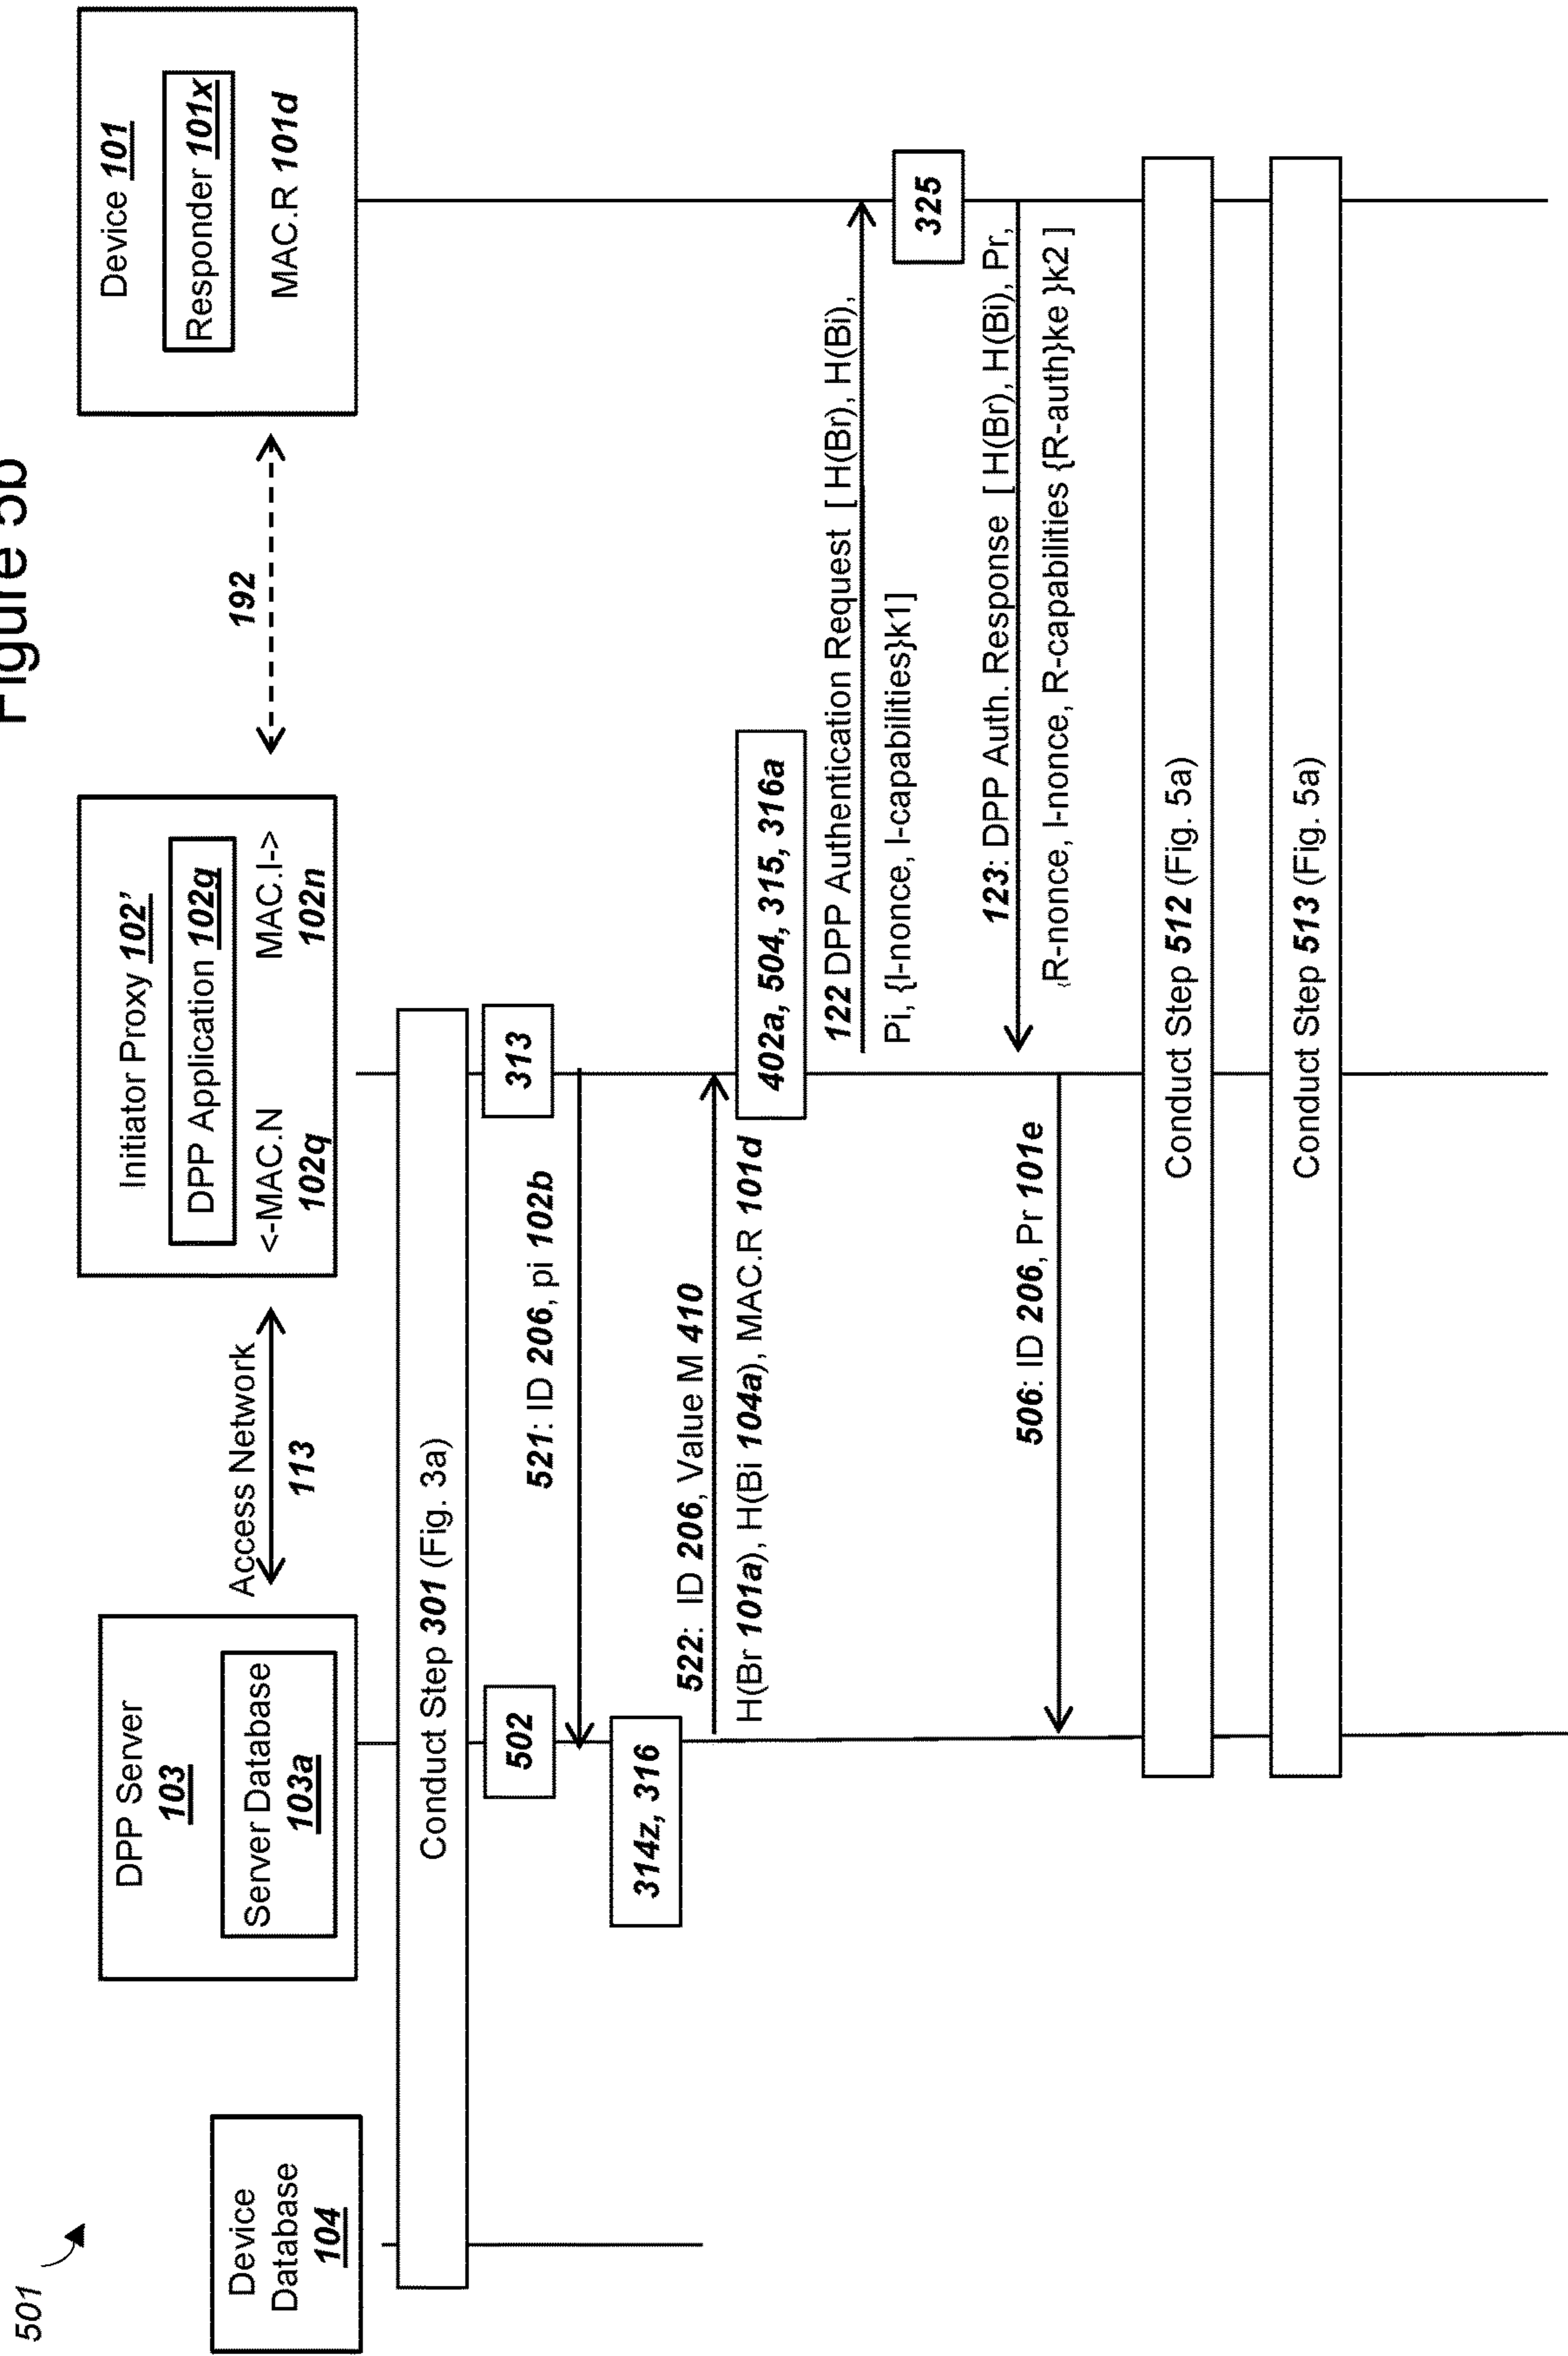 Figure 5b
501
Device
Database
104
DPP Server
103
Server Database
103a
Access Network
113
Initiator Proxy 102'
DPP Application 102g
<-MAC.N
102q
MAC.I->
102n
192
Device 101
Responder 101x
MAC.R 101d
Conduct Step 301 (Fig. 3a)
502
313
521: ID 206, pi 102b
314z, 316
522: ID 206, Value M 410
H(Br 101a), H(Bi 104a), MAC.R 101d
402a, 504, 315, 316a
122 DPP Authentication Request [ H(Br), H(Bi),
Pi, {I-nonce, I-capabilities}k1]
325
123: DPP Auth. Response [ H(Br), H(Bi), Pr,
{R-nonce, I-nonce, R-capabilities {R-auth}ke }k2 ]
506: ID 206, Pr 101e
Conduct Step 512 (Fig. 5a)
Conduct Step 513 (Fig. 5a)